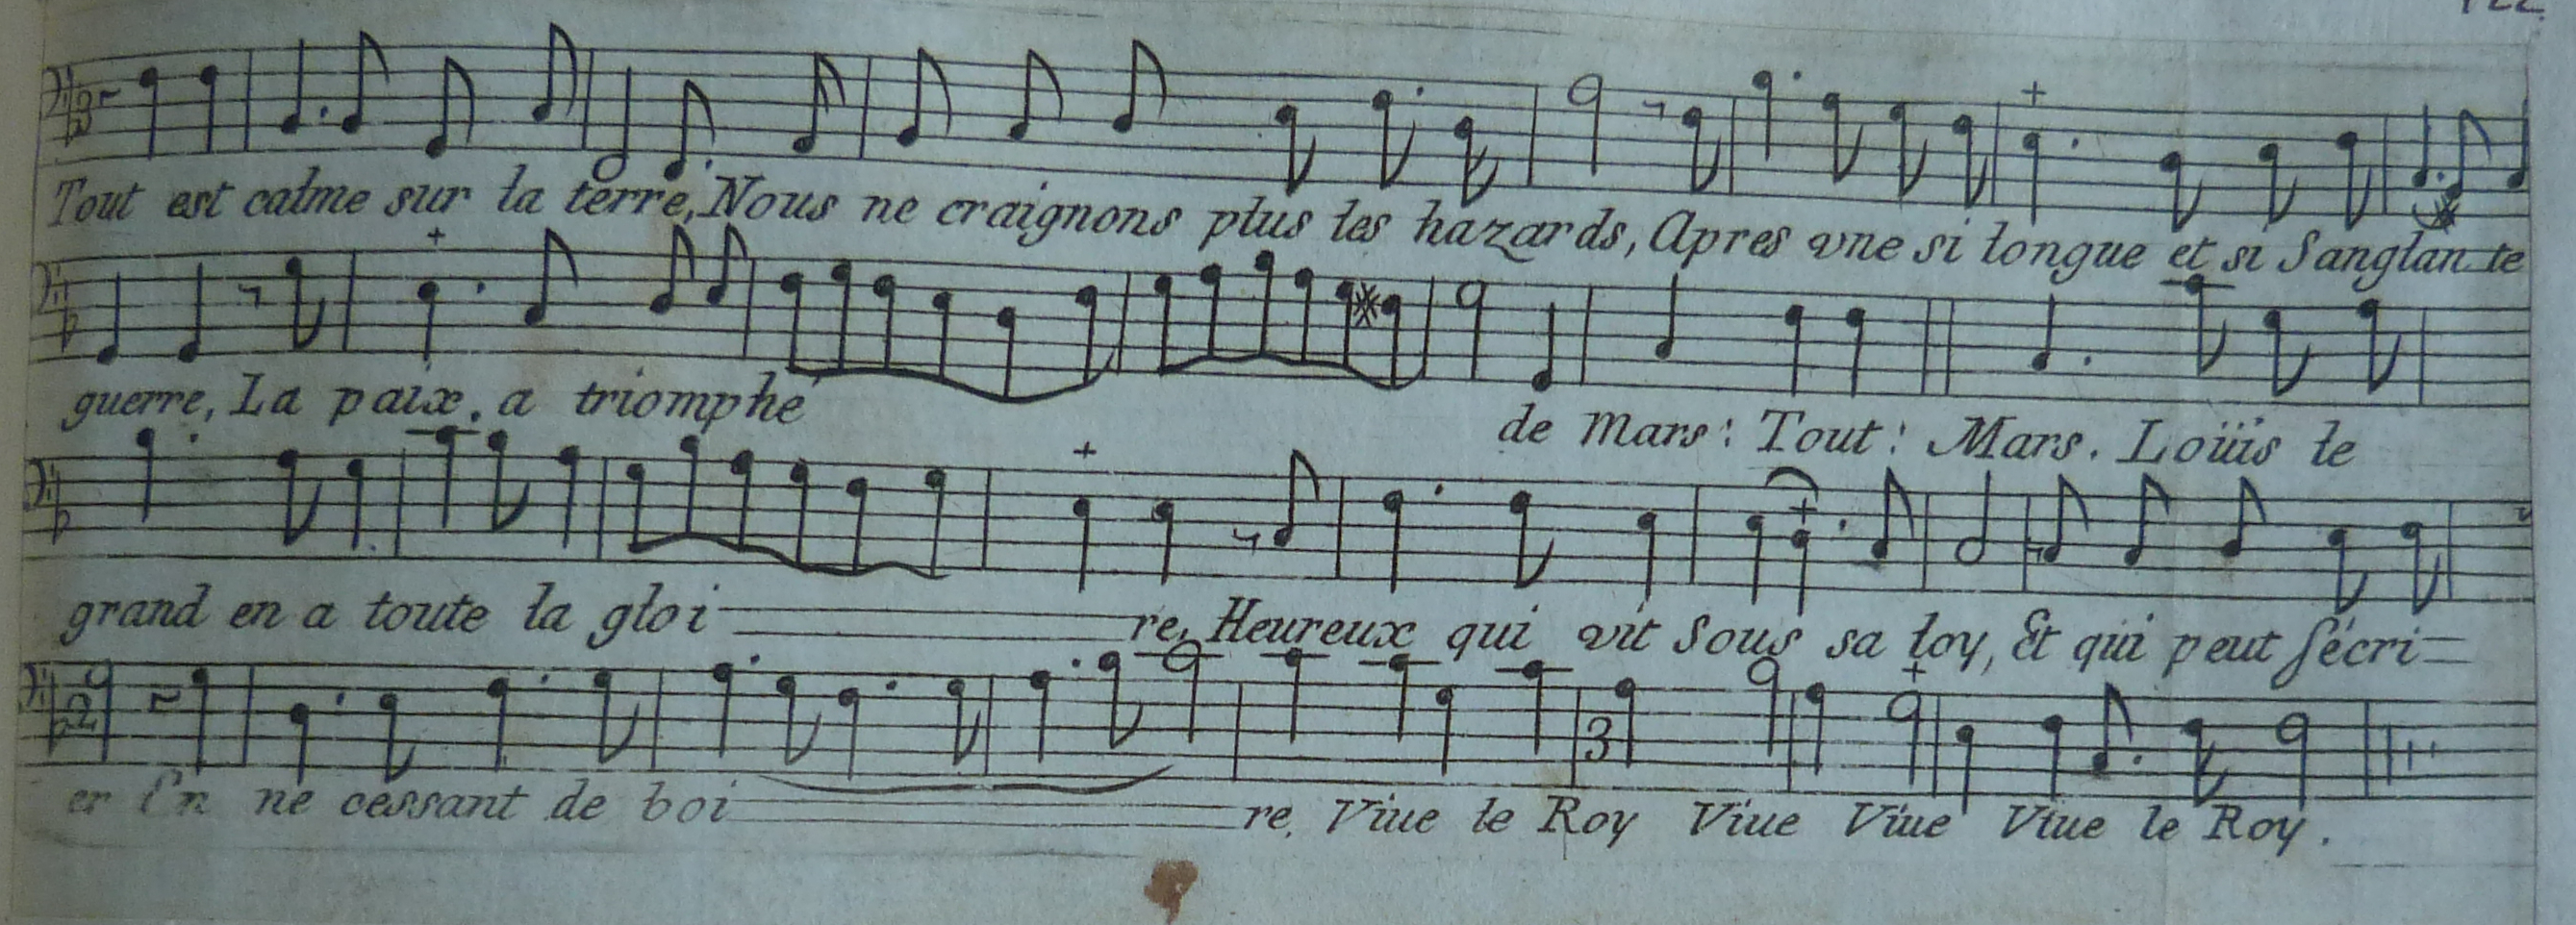 Tout est calme sur la terre, Nous ne craignons plus les hazards, Apres vne si longue et si Sanglante
guerre, La paix. a triomphé de Mars: Tout: Mars. Loüis le
grand en a toute la gloi re, Heureux qui vit sous sa loy, Et qui peut s'écri
er En ne cessant de boi re, Viue le Roy Viue Viue Viue le Roy.